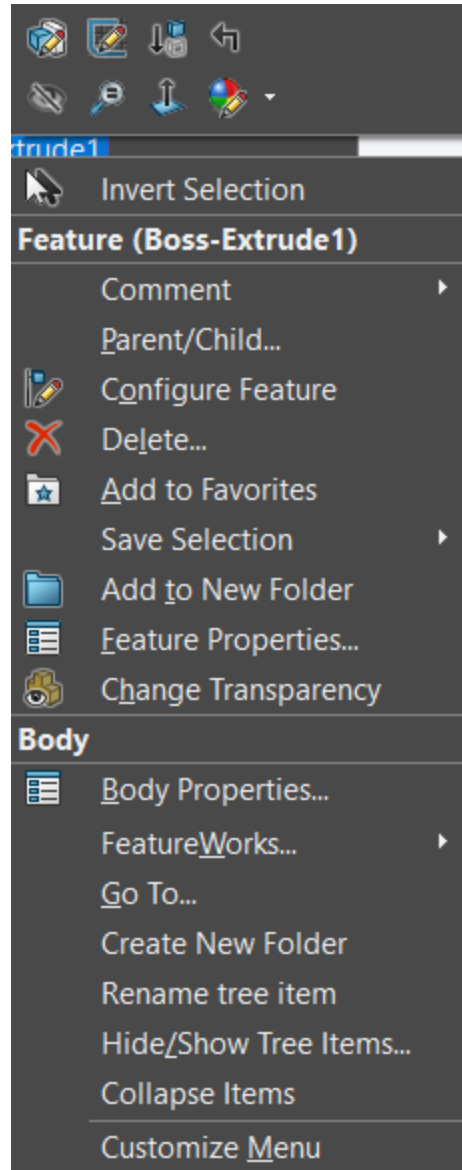 xtrude1
Invert Selection
Feature (Boss-Extrude1)
Comment
Parent/Child...
Configure Feature
Delete...
Add to Favorites
Save Selection
Add to New Folder
Feature Properties...
Change Transparency
Body
Body Properties...
FeatureWorks...
Go To...
Create New Folder
Rename tree item
Hide/Show Tree Items...
Collapse Items
Customize Menu